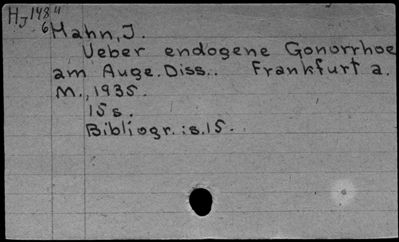 HJ 148"
6 Hahn, J.
Ueber endogene Gonorrhoe
am Auge. Diss.. Frankfurt a.
M., 1935.
15 s.
Bibliogr.: s.15.